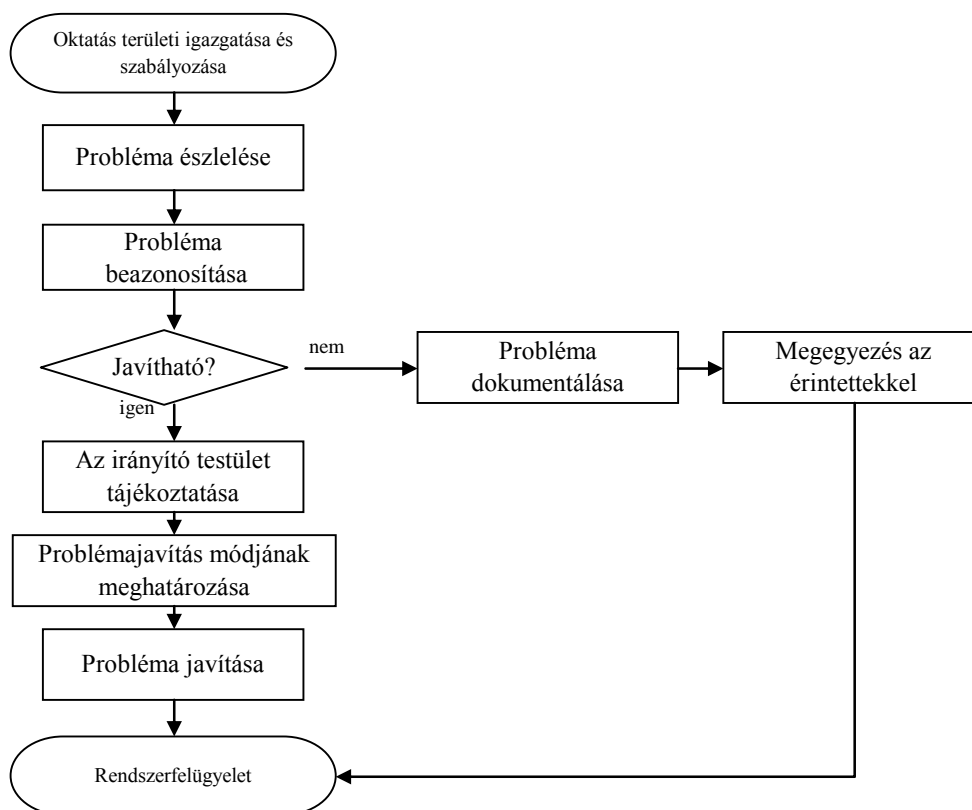 Oktatás területi igazgatása és
szabályozása
Probléma észlelése
Probléma
beazonosítása
Javítható?
nem
Probléma
dokumentálása
Megegyezés az
érintettekkel
igen
Az irányító testület
tájékoztatása
Problémajavítás módjának
meghatározása
Probléma javítása
Rendszerfelügyelet